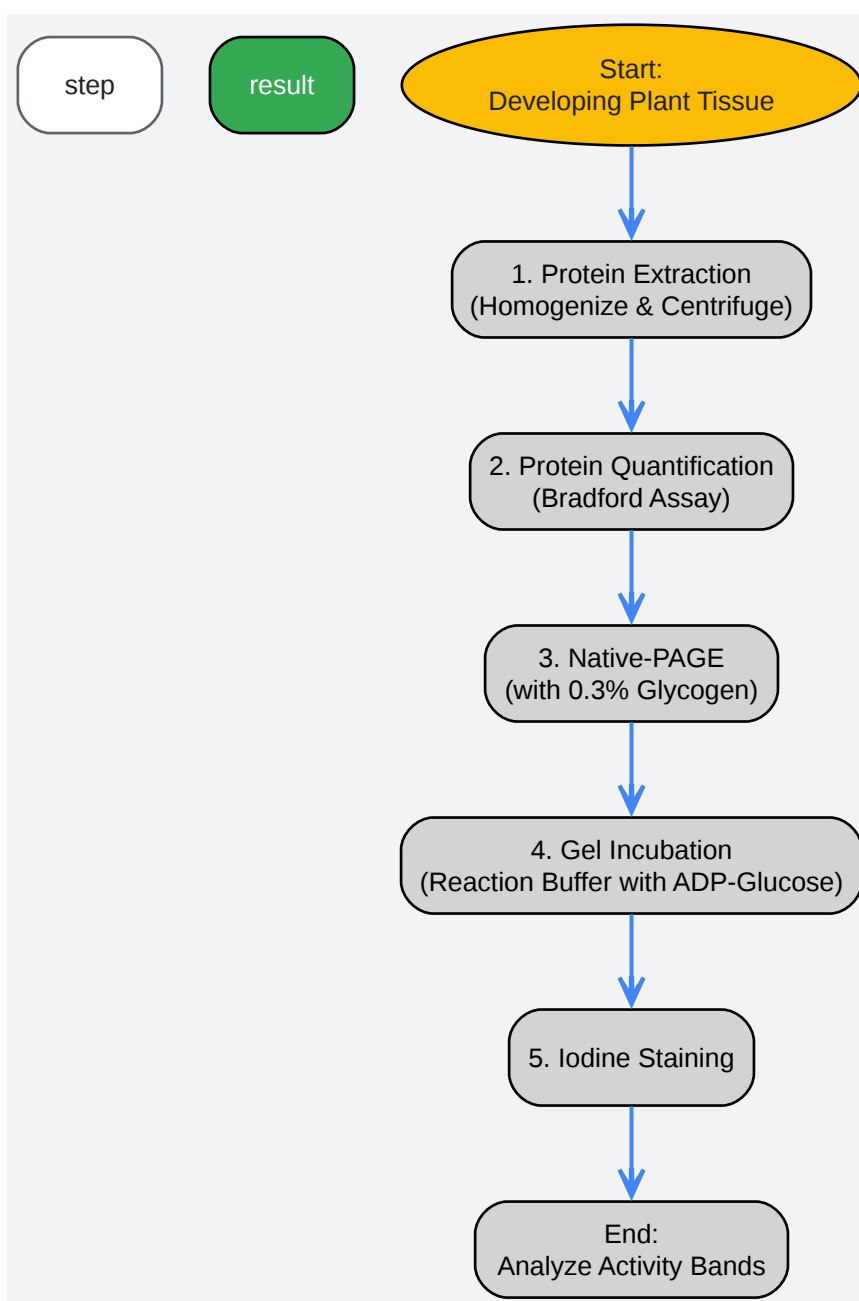 step
result
Start:
Developing Plant Tissue
1. Protein Extraction
(Homogenize & Centrifuge)
2. Protein Quantification
(Bradford Assay)
3. Native-PAGE
(with 0.3% Glycogen)
4. Gel Incubation
(Reaction Buffer with ADP-Glucose)
5. Iodine Staining
End:
Analyze Activity Bands